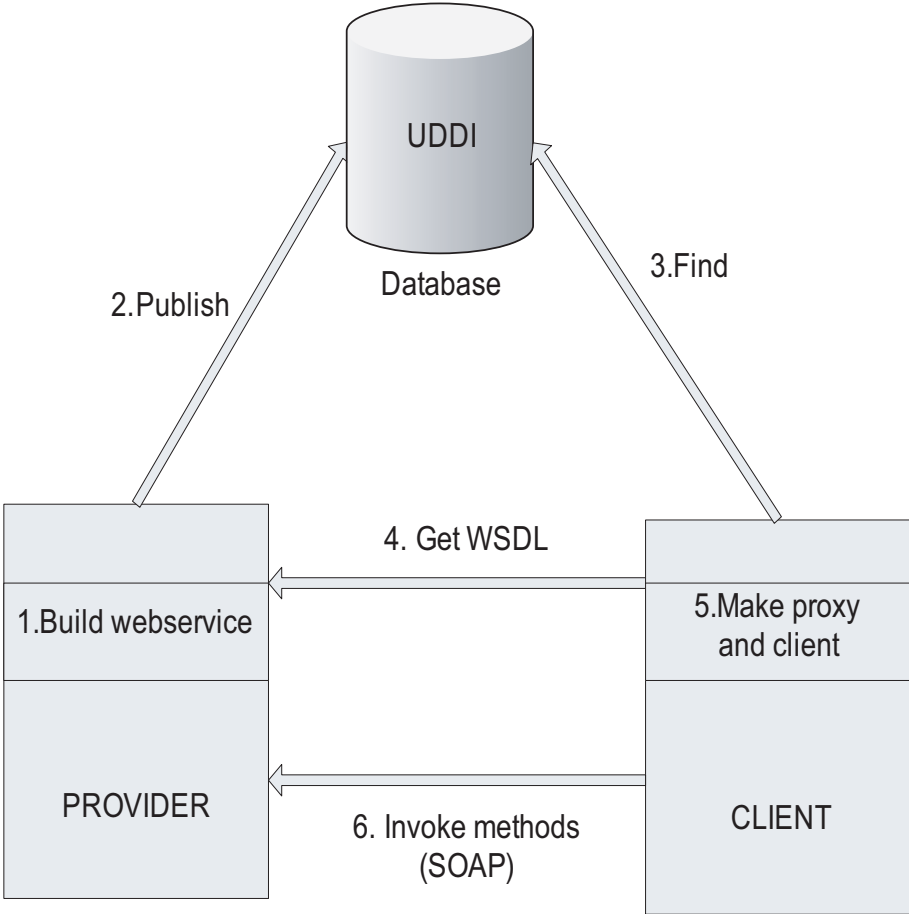 UDDI
Database
2.Publish
3.Find
4. Get WSDL
1.Build webservice
5.Make proxy
and client
PROVIDER
6. Invoke methods
(SOAP)
CLIENT